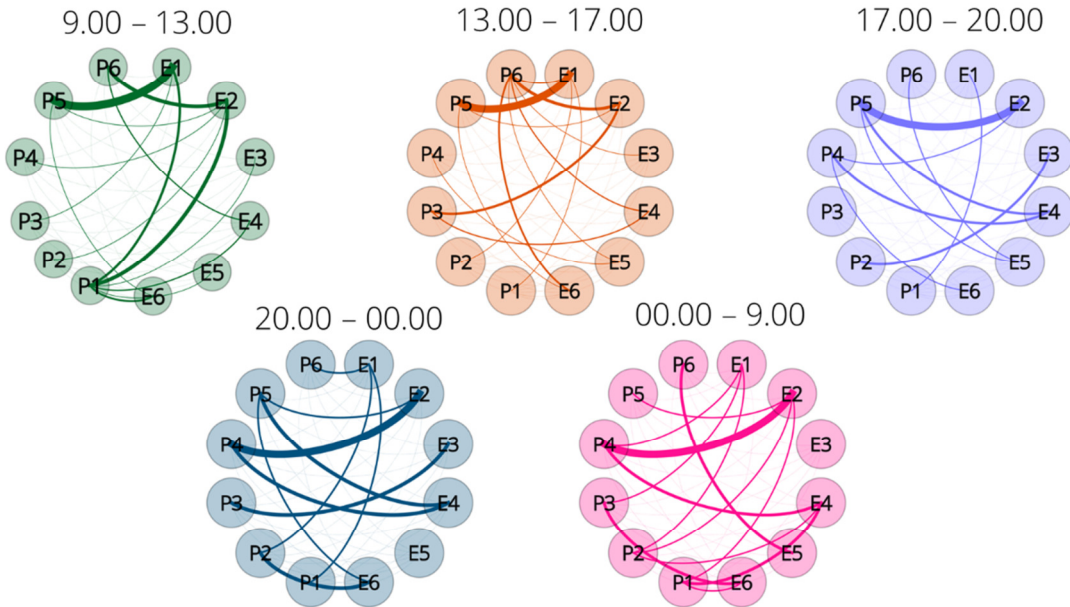 9.00 – 13.00
P6 E1
P5 E2
P4 E3
P3 E4
P2 E5
P1 E6
13.00 – 17.00
P6 E1
P5 E2
P4 E3
P3 E4
P2 E5
P1 E6
17.00 – 20.00
P6 E1
P5 E2
P4 E3
P3 E4
P2 E5
P1 E6
20.00 – 00.00
P6 E1
P5 E2
P4 E3
P3 E4
P2 E5
P1 E6
00.00 – 9.00
P6 E1
P5 E2
P4 E3
P3 E4
P2 E5
P1 E6